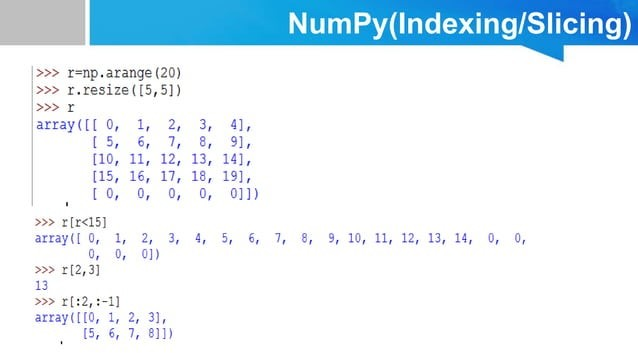 NumPy(Indexing/Slicing)
>>> r=np.arange(20)
>>> r.resize([5,5])
>>> r
array([[ 0,  1,  2,  3,  4],
       [ 5,  6,  7,  8,  9],
       [10, 11, 12, 13, 14],
       [15, 16, 17, 18, 19],
       [ 0,  0,  0,  0,  0]])
>>> r[r<15]
array([ 0,  1,  2,  3,  4,  5,  6,  7,  8,  9, 10, 11, 12, 13, 14,  0,  0,
        0,  0,  0])
>>> r[2,3]
13
>>> r[:2,:-1]
array([[0, 1, 2, 3],
       [5, 6, 7, 8]])